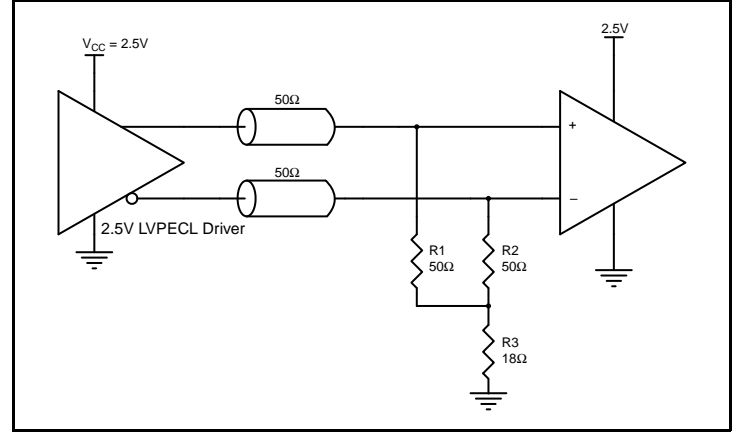 V_CC = 2.5V
2.5V
50Ω
50Ω
+
−
2.5V LVPECL Driver
R1
50Ω
R2
50Ω
R3
18Ω